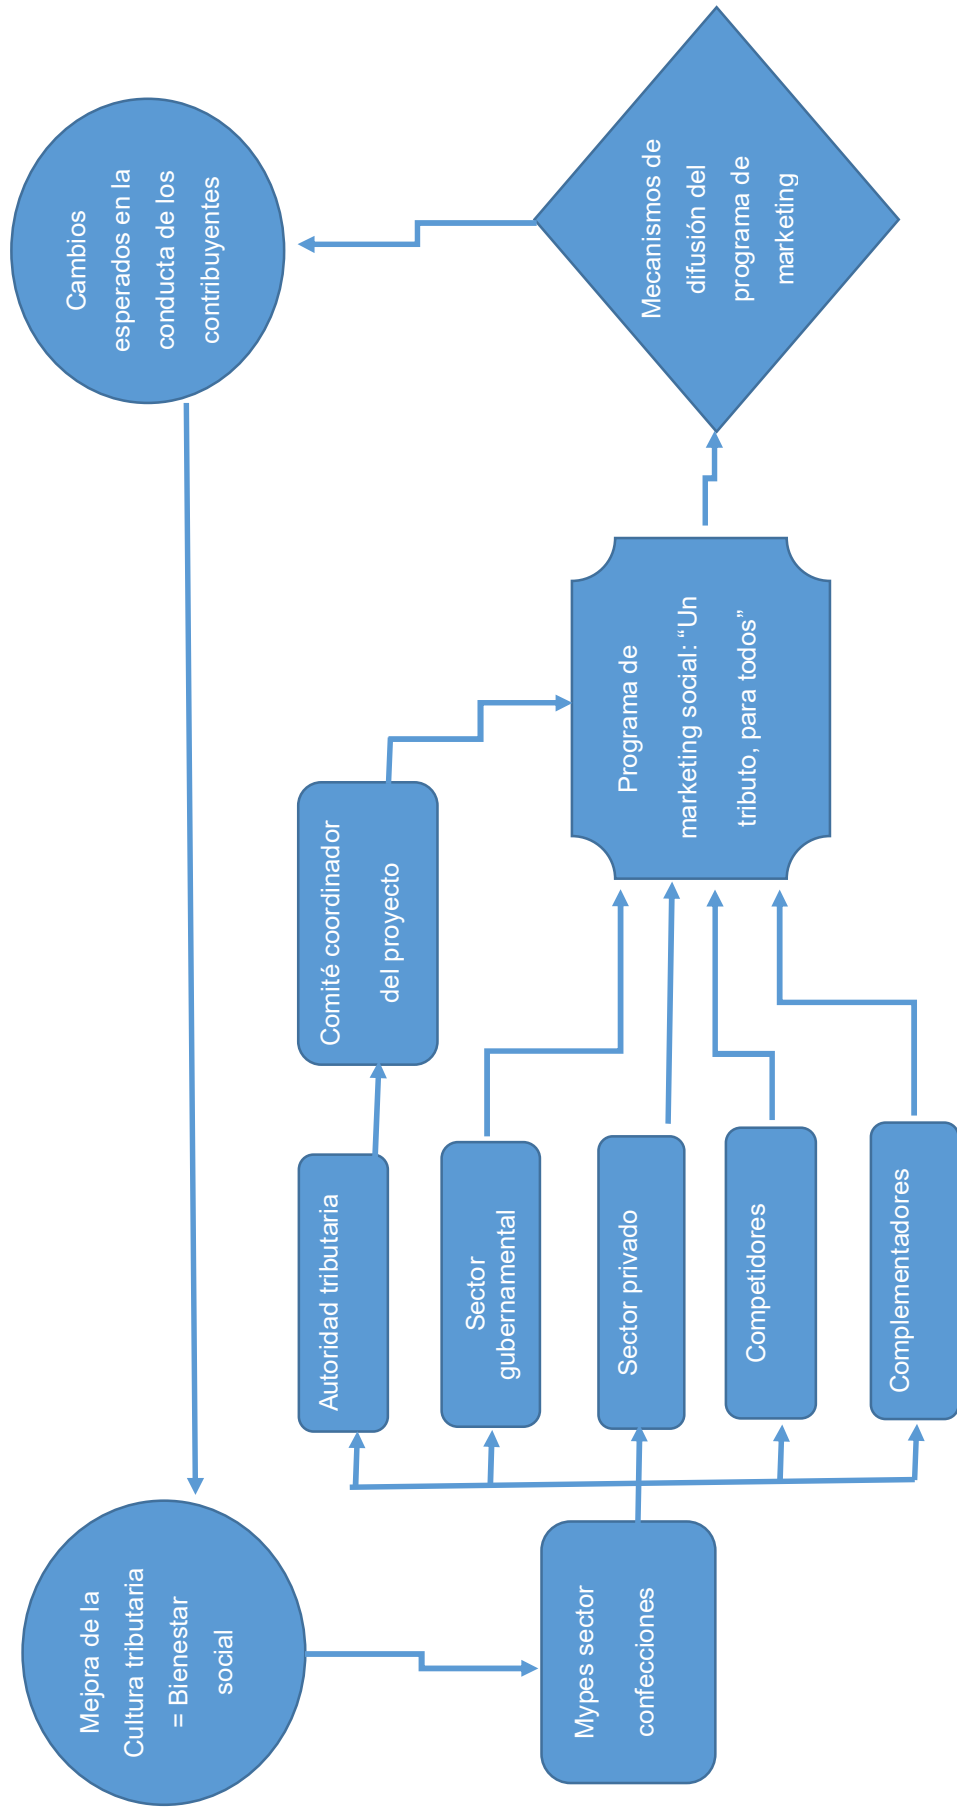 Mejora de la
Cultura tributaria
= Bienestar
social
Cambios
esperados en la
conducta de los
contribuyentes
Mypes sector
confecciones
Autoridad tributaria
Sector
gubernamental
Sector privado
Competidores
Complementadores
Comité coordinador
del proyecto
Programa de
marketing social: “Un
tributo, para todos”
Mecanismos de
difusión del
programa de
marketing